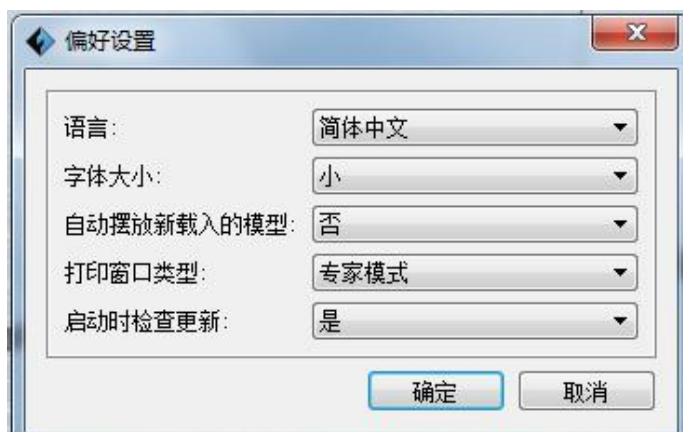 偏好设置
语言: 简体中文
字体大小: 小
自动摆放新载入的模型: 否
打印窗口类型: 专家模式
启动时检查更新: 是
确定 取消